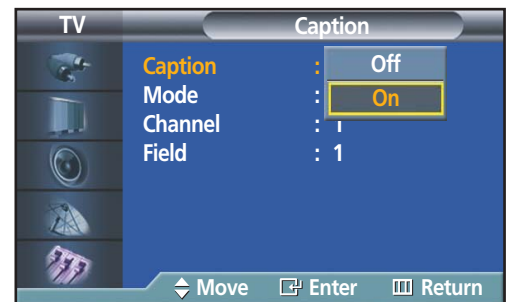 TV Caption
Caption : Off
Mode : On
Channel : 1
Field : 1
Move Enter Return